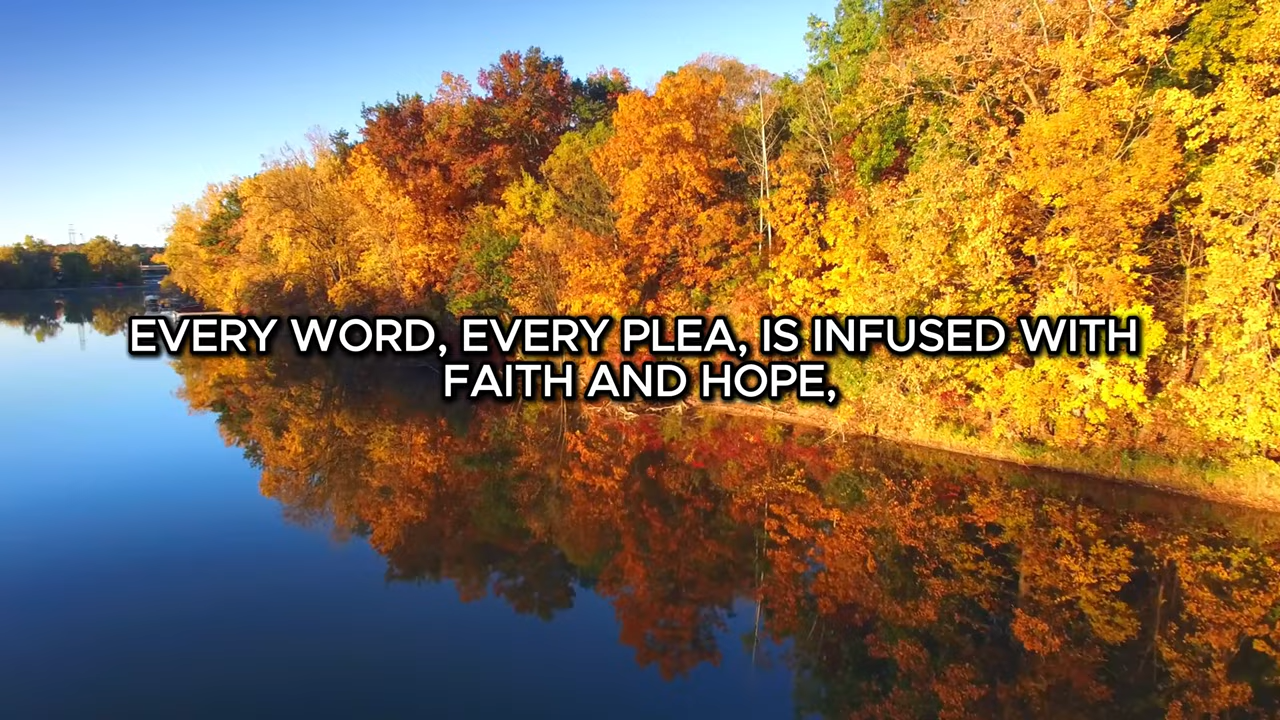 EVERY WORD, EVERY PLEA, IS INFUSED WITH
FAITH AND HOPE,